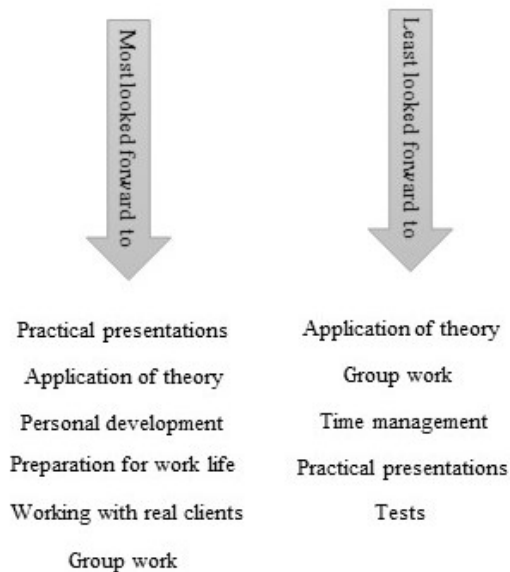 Most looked forward to
Practical presentations
Application of theory
Personal development
Preparation for work life
Working with real clients
Group work
Least looked forward to
Application of theory
Group work
Time management
Practical presentations
Tests